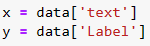 x = data['text']
y = data['Label']